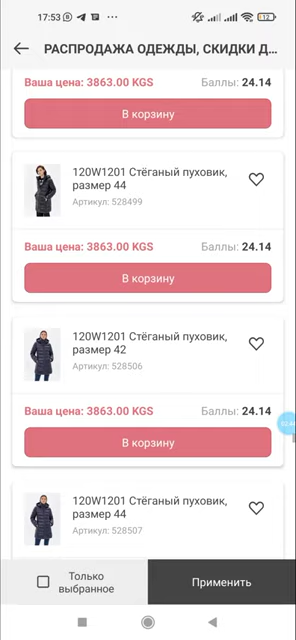 17:53
12
РАСПРОДАЖА ОДЕЖДЫ, СКИДКИ Д...
Ваша цена: 3863.00 KGS Баллы: 24.14
В корзину
120W1201 Стёганый пуховик,
размер 44
Артикул: 528499
Ваша цена: 3863.00 KGS Баллы: 24.14
В корзину
120W1201 Стёганый пуховик,
размер 42
Артикул: 528506
Ваша цена: 3863.00 KGS Баллы: 24.14
В корзину
120W1201 Стёганый пуховик,
размер 44
Артикул: 528507
Только
выбранное
Применить